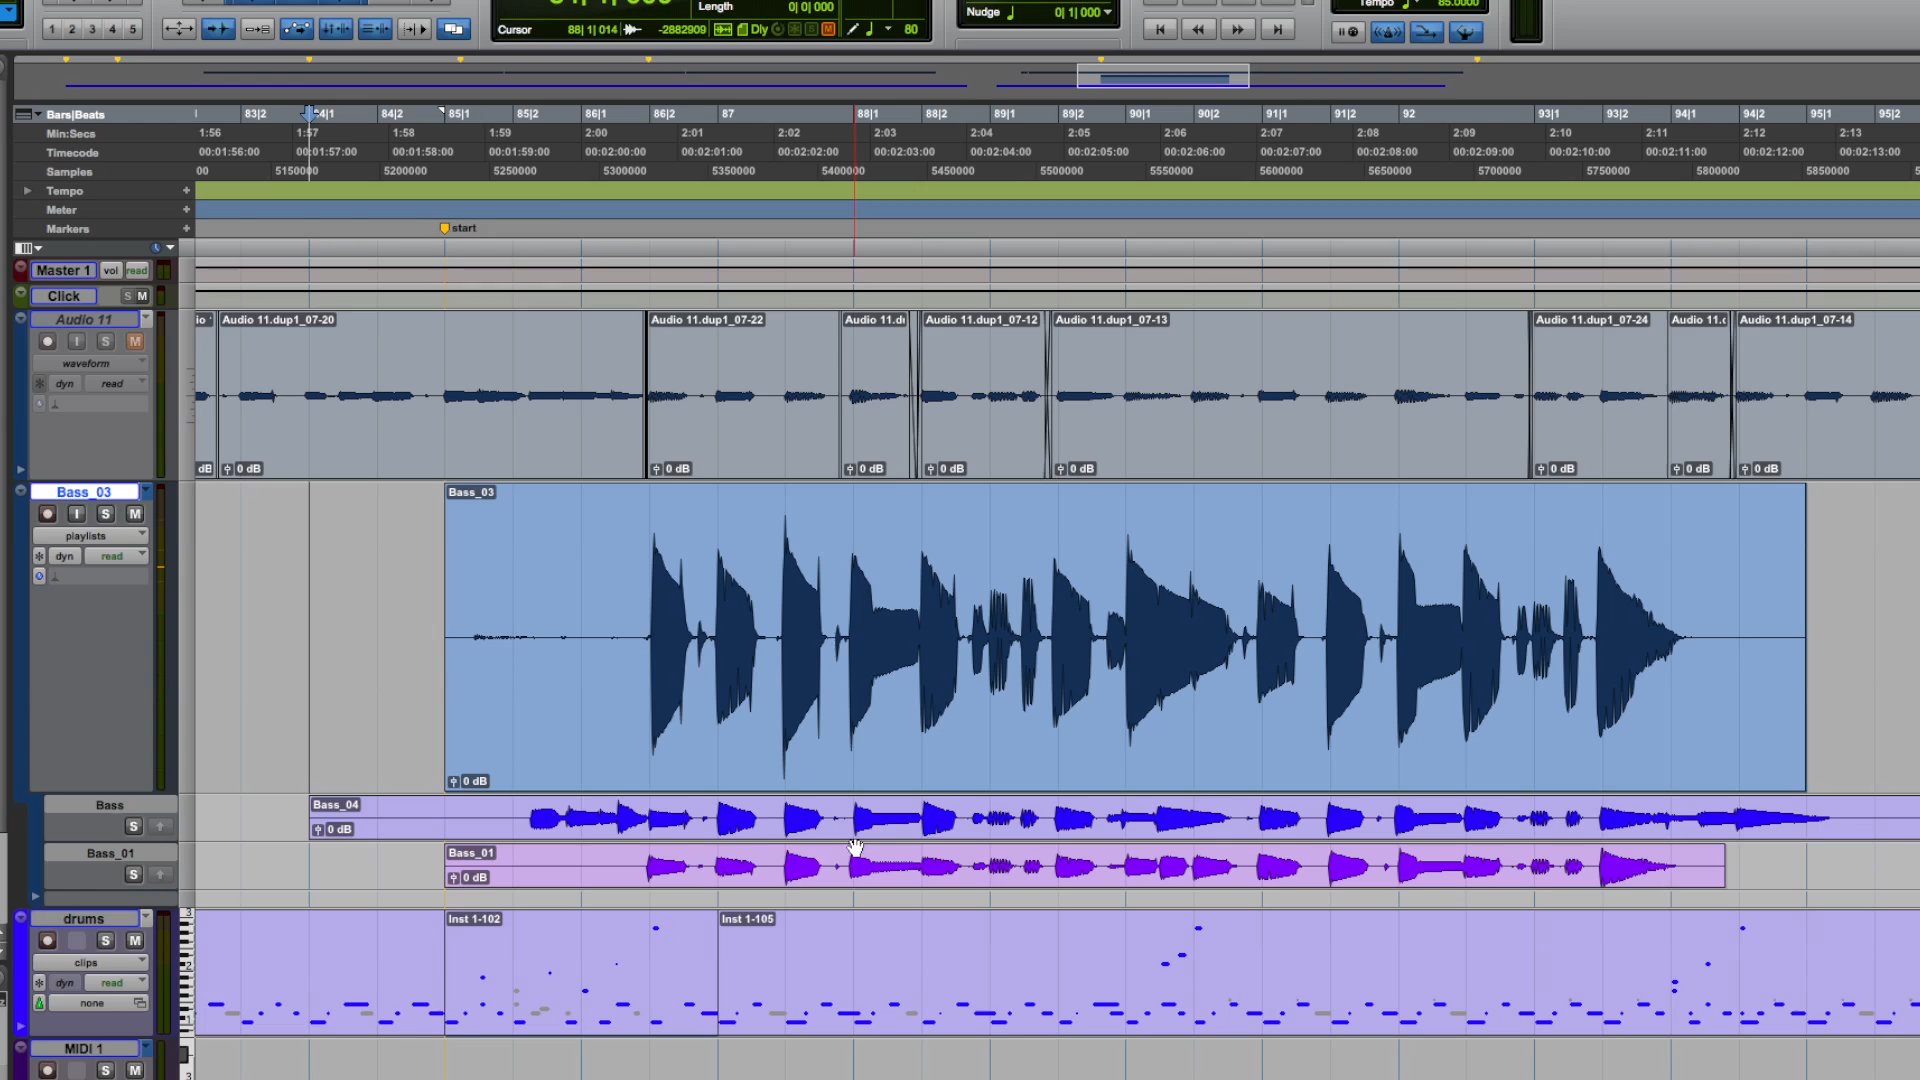 Length 0| 0| 000
Cursor 88| 1| 014 -2882909 Dly S M 80
Nudge 0| 1| 000
Tempo 85.0000
1 2 3 4 5
Bars|Beats 83|2 84|1 84|2 85|1 85|2 86|1 86|2 87 88|1 88|2 89|1 89|2 90|1 90|2 91|1 91|2 92 93|1 93|2 94|1 94|2 95|1 95|2
Min:Secs 1:56 1:57 1:58 1:59 2:00 2:01 2:02 2:03 2:04 2:05 2:06 2:07 2:08 2:09 2:10 2:11 2:12 2:13
Timecode 00:01:56:00 00:01:57:00 00:01:58:00 00:01:59:00 00:02:00:00 00:02:01:00 00:02:02:00 00:02:03:00 00:02:04:00 00:02:05:00 00:02:06:00 00:02:07:00 00:02:08:00 00:02:09:00 00:02:10:00 00:02:11:00 00:02:12:00 00:02:13:00
Samples 00 5150000 5200000 5250000 5300000 5350000 5400000 5450000 5500000 5550000 5600000 5650000 5700000 5750000 5800000 5850000
Tempo +
Meter +
Markers + start
Master 1 vol read
Click S M
Audio 11 Audio 11.dup1_07-20 Audio 11.dup1_07-22 Audio 11.d Audio 11.dup1_07-12 Audio 11.dup1_07-13 Audio 11.dup1_07-24 Audio 11. Audio 11.dup1_07-14
I S M
waveform
dyn read
dB 0 dB 0 dB 0 dB 0 dB 0 dB 0 dB 0 dB 0 dB
Bass_03 Bass_03
I S M
playlists
dyn read
0 dB
Bass Bass_04
S 0 dB
Bass_01 Bass_01
S 0 dB
drums Inst 1-102 Inst 1-105
S M
clips
dyn read
none
MIDI 1
S M
3
2
1
3